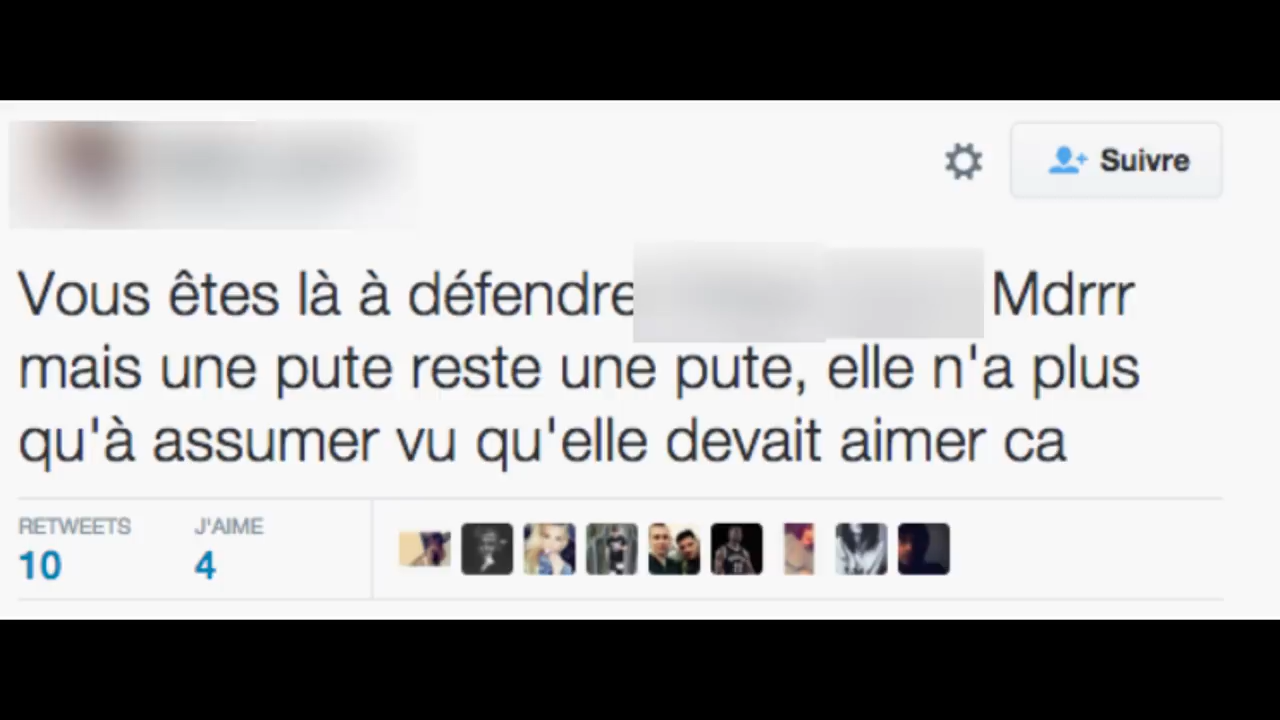 Suivre
Vous êtes là à défendre Mdrrr
mais une pute reste une pute, elle n'a plus
qu'à assumer vu qu'elle devait aimer ca
RETWEETS J'AIME
10 4